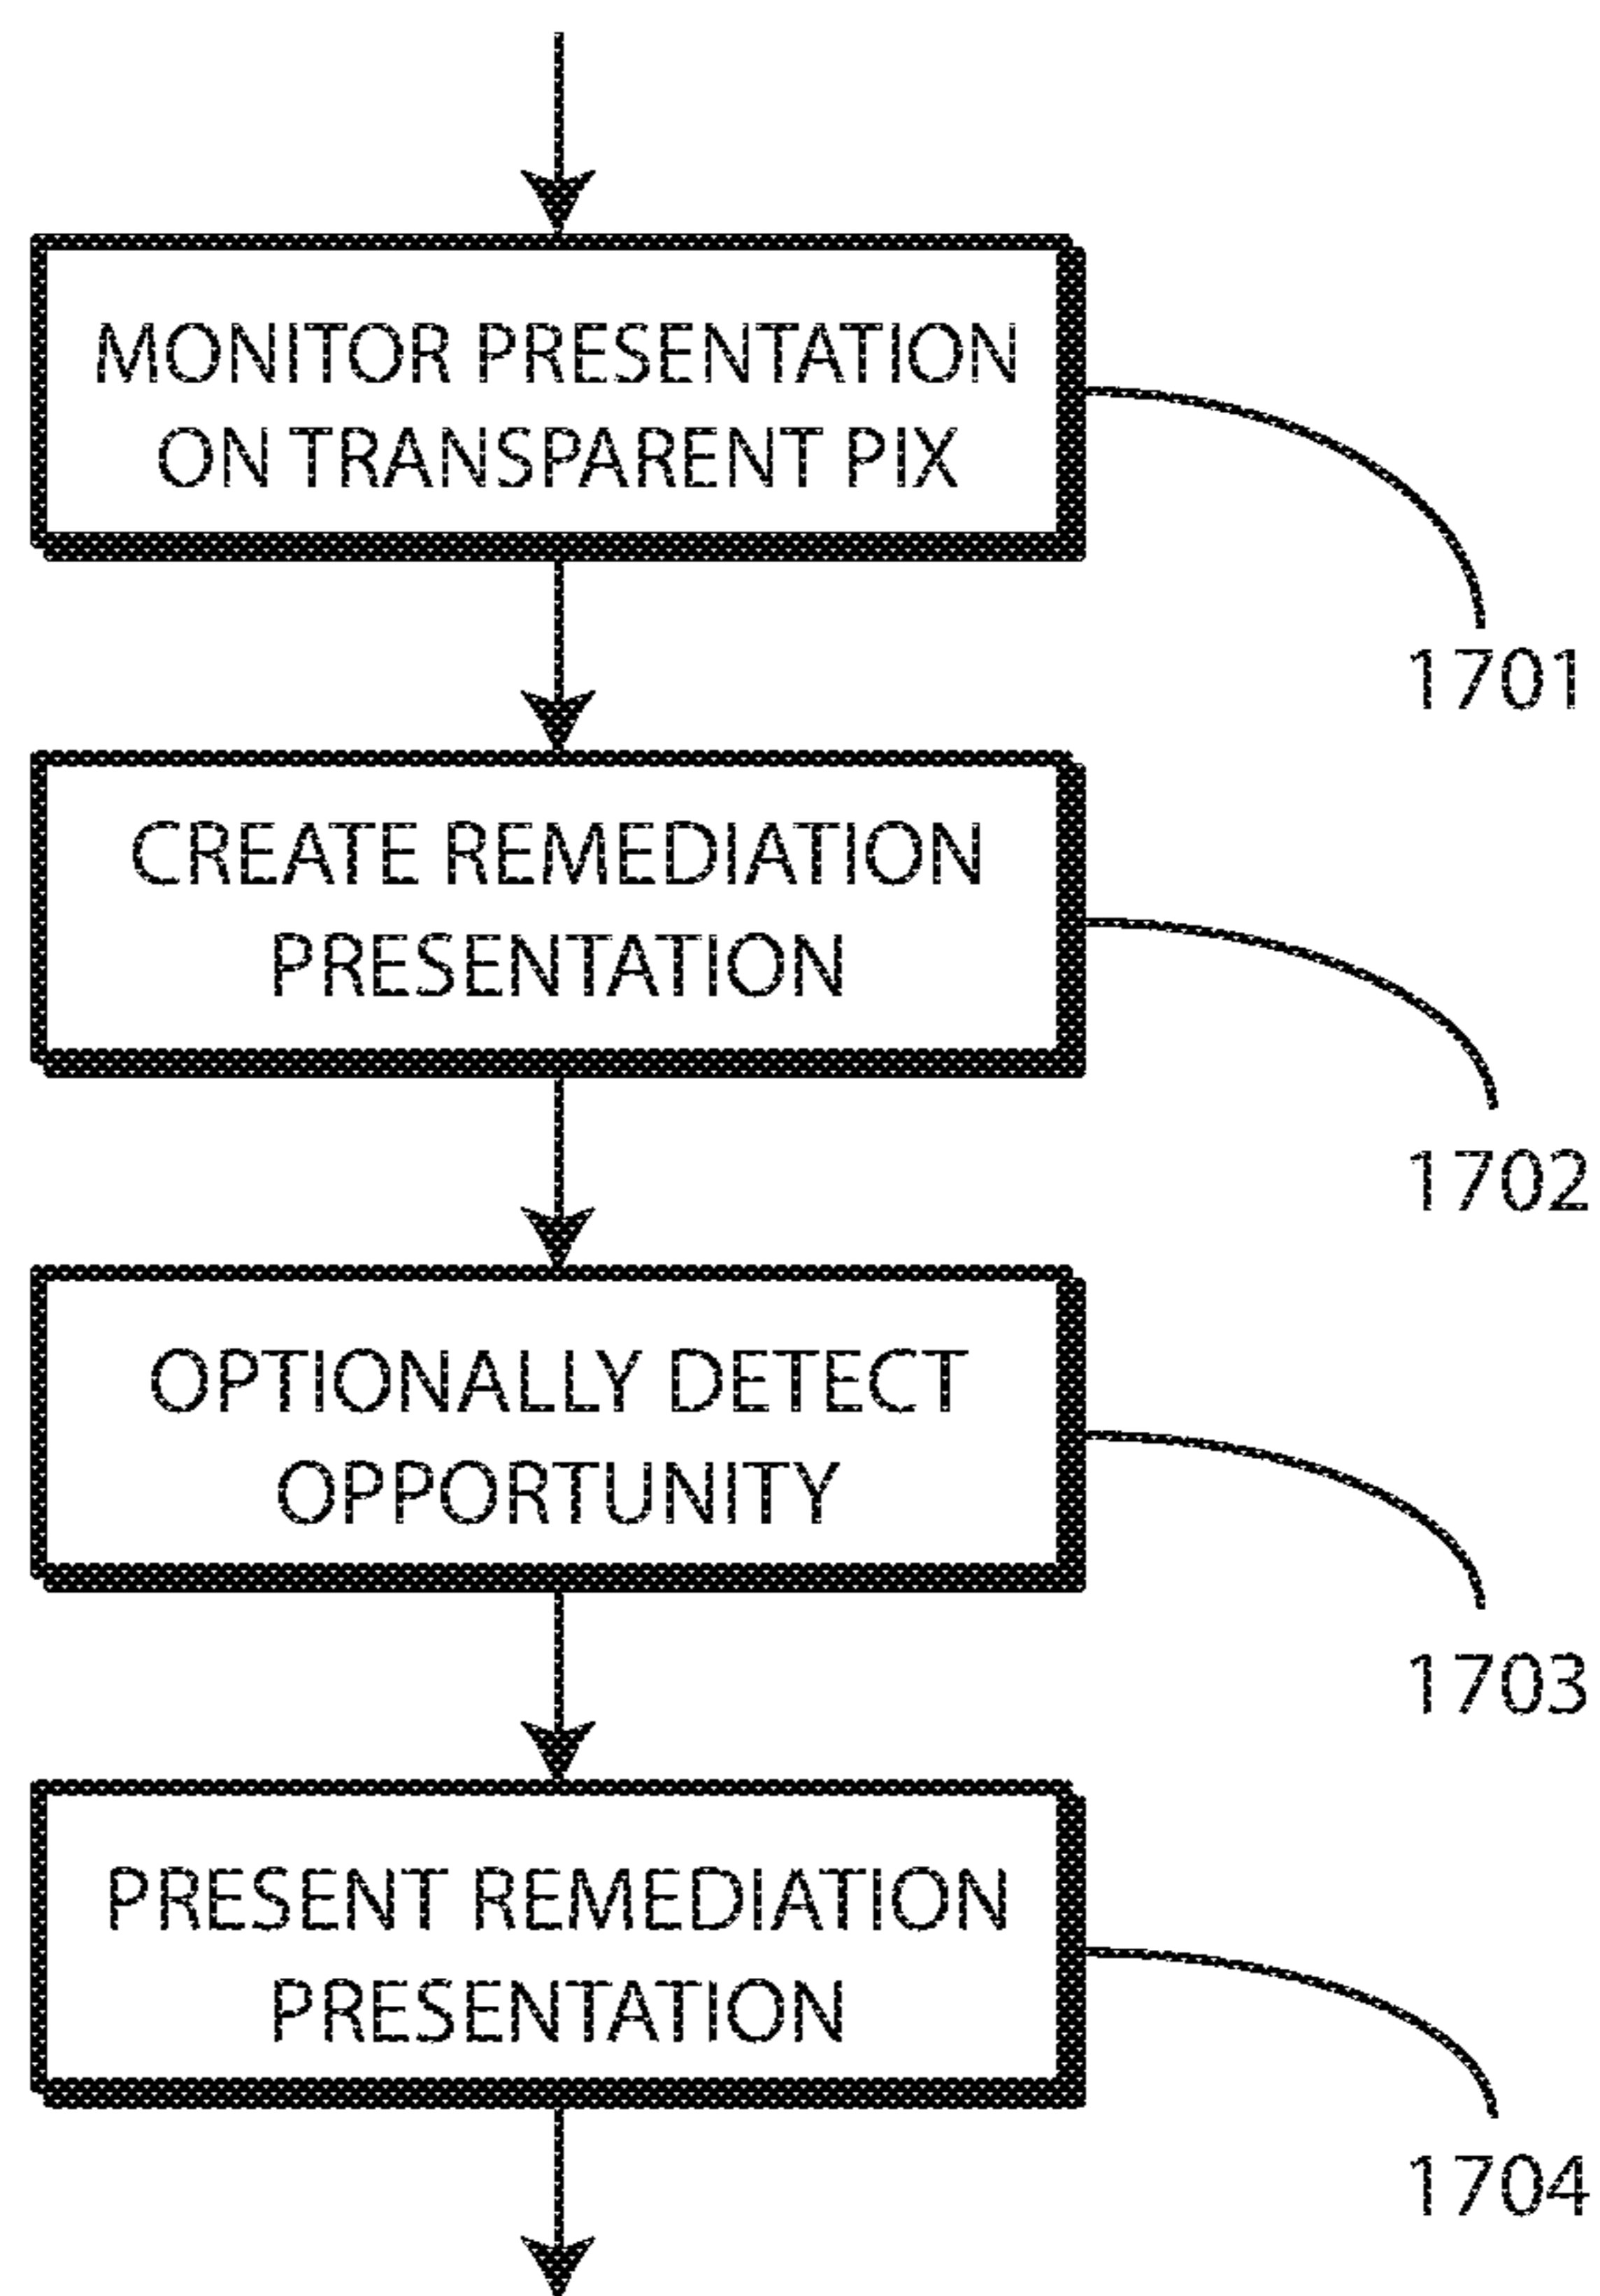 MONITOR PRESENTATION
ON TRANSPARENT PIX
1701
CREATE REMEDIATION
PRESENTATION
1702
OPTIONALLY DETECT
OPPORTUNITY
1703
PRESENT REMEDIATION
PRESENTATION
1704